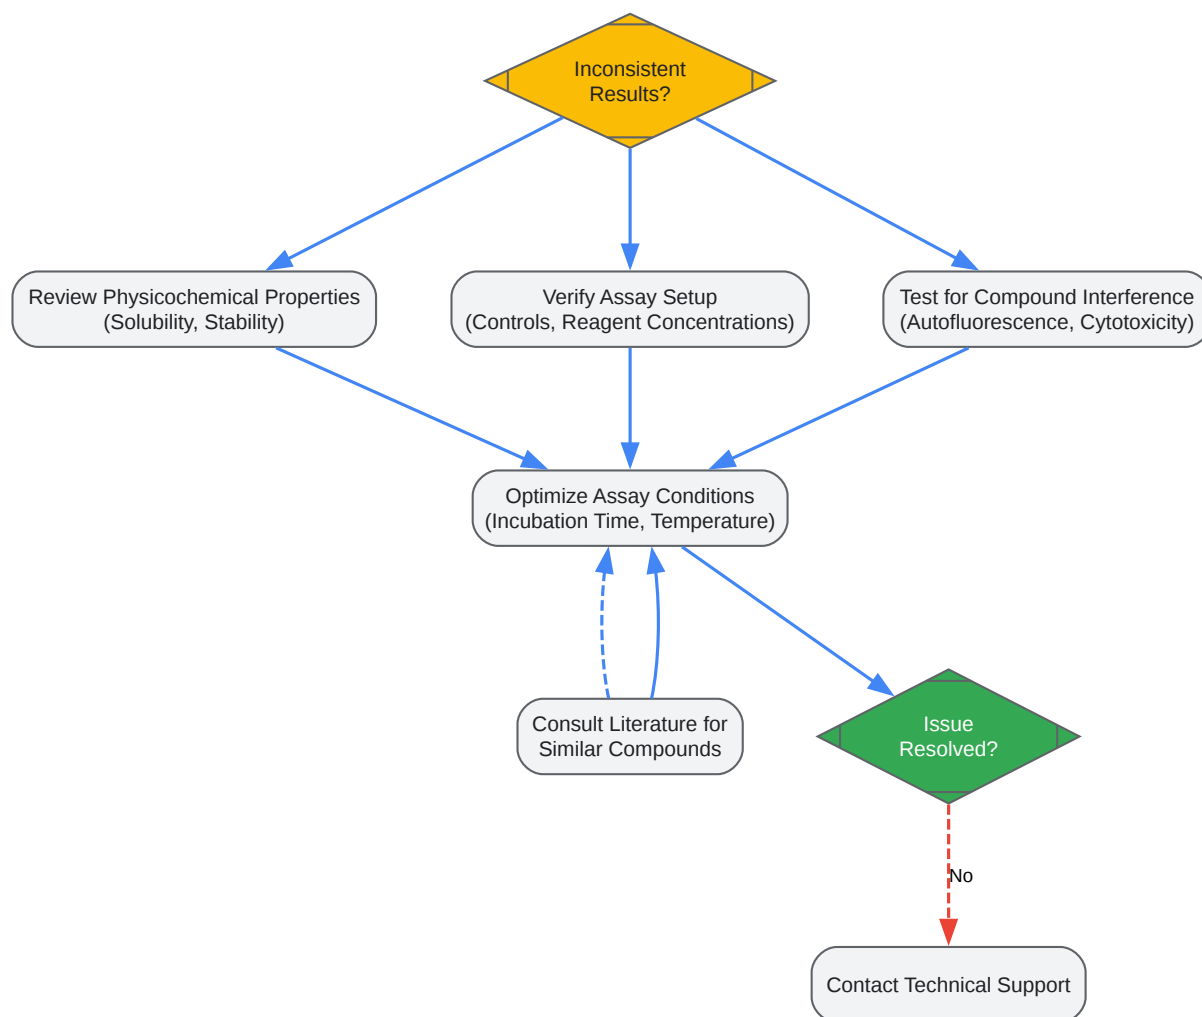 Inconsistent
Results?
Review Physicochemical Properties
(Solubility, Stability)
Verify Assay Setup
(Controls, Reagent Concentrations)
Test for Compound Interference
(Autofluorescence, Cytotoxicity)
Optimize Assay Conditions
(Incubation Time, Temperature)
Consult Literature for
Similar Compounds
Issue
Resolved?
No
Contact Technical Support